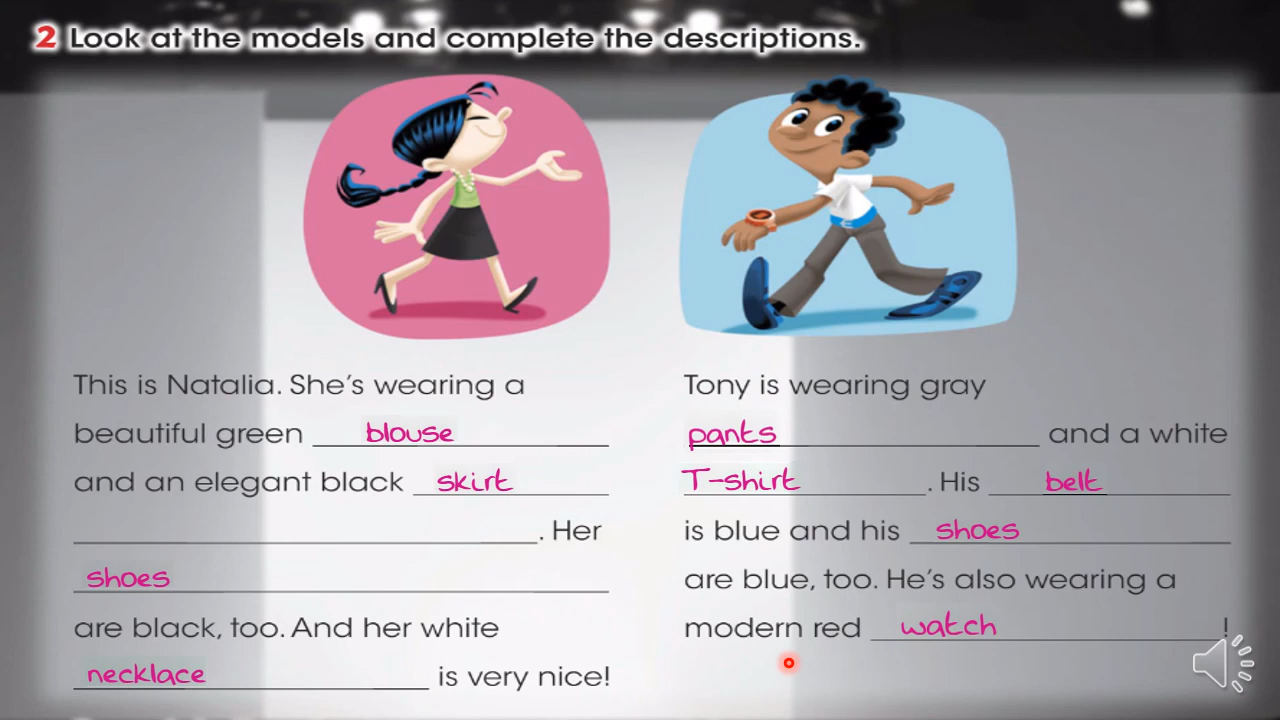 2 Look at the models and complete the descriptions.
This is Natalia. She's wearing a
beautiful green blouse
and an elegant black skirt
. Her
shoes
are black, too. And her white
necklace is very nice!
Tony is wearing gray
pants and a white
T-shirt. His belt
is blue and his shoes
are blue, too. He's also wearing a
modern red watch!